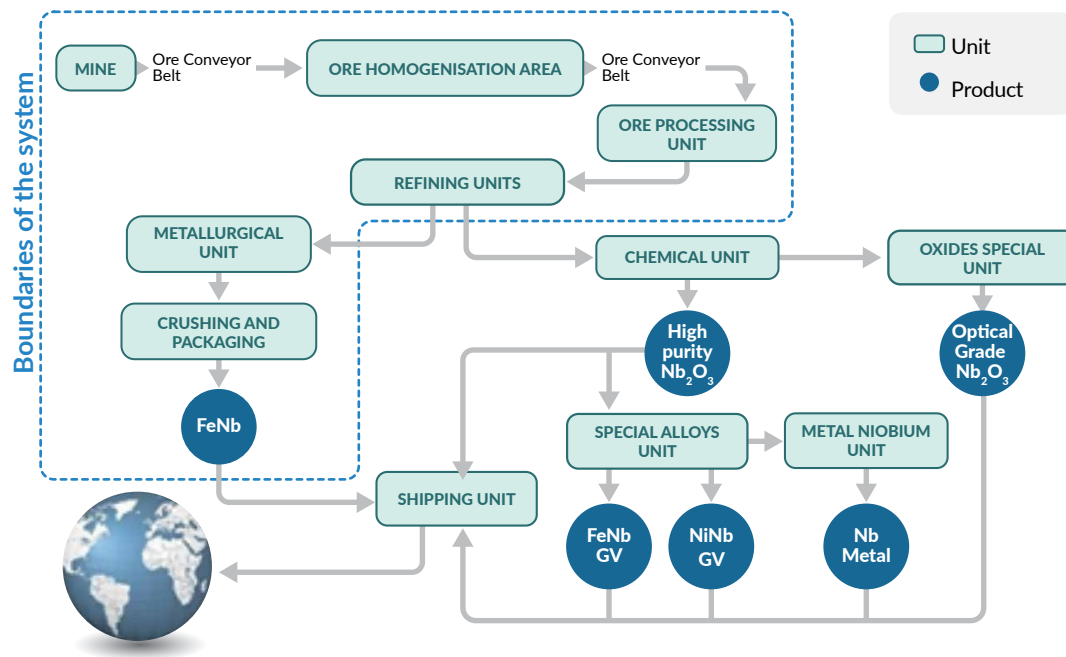 Boundaries of the system
MINE
Ore Conveyor
Belt
ORE HOMOGENISATION AREA
Ore Conveyor
Belt
Unit
Product
ORE PROCESSING
UNIT
REFINING UNITS
METALLURGICAL
UNIT
CHEMICAL UNIT
OXIDES SPECIAL
UNIT
CRUSHING AND
PACKAGING
High
purity
Nb₂O₃
Optical
Grade
Nb₂O₃
FeNb
SPECIAL ALLOYS
UNIT
METAL NIOBIUM
UNIT
SHIPPING UNIT
FeNb
GV
NiNb
GV
Nb
Metal